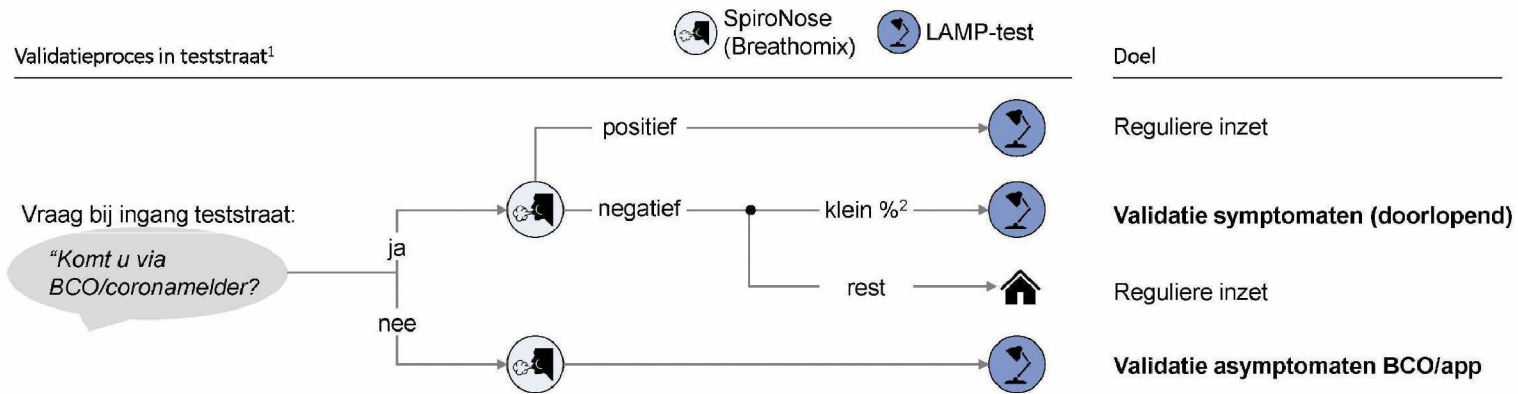 SpiroNose
(Breathomix)
LAMP-test
Validatieproces in teststraat¹
Doel
positief
Reguliere inzet
Vraag bij ingang teststraat:
"Komt u via
BCO/coronamelder?
ja
negatief
klein %²
Validatie symptomaten (doorlopend)
rest
Reguliere inzet
nee
Validatie asymptomaten BCO/app